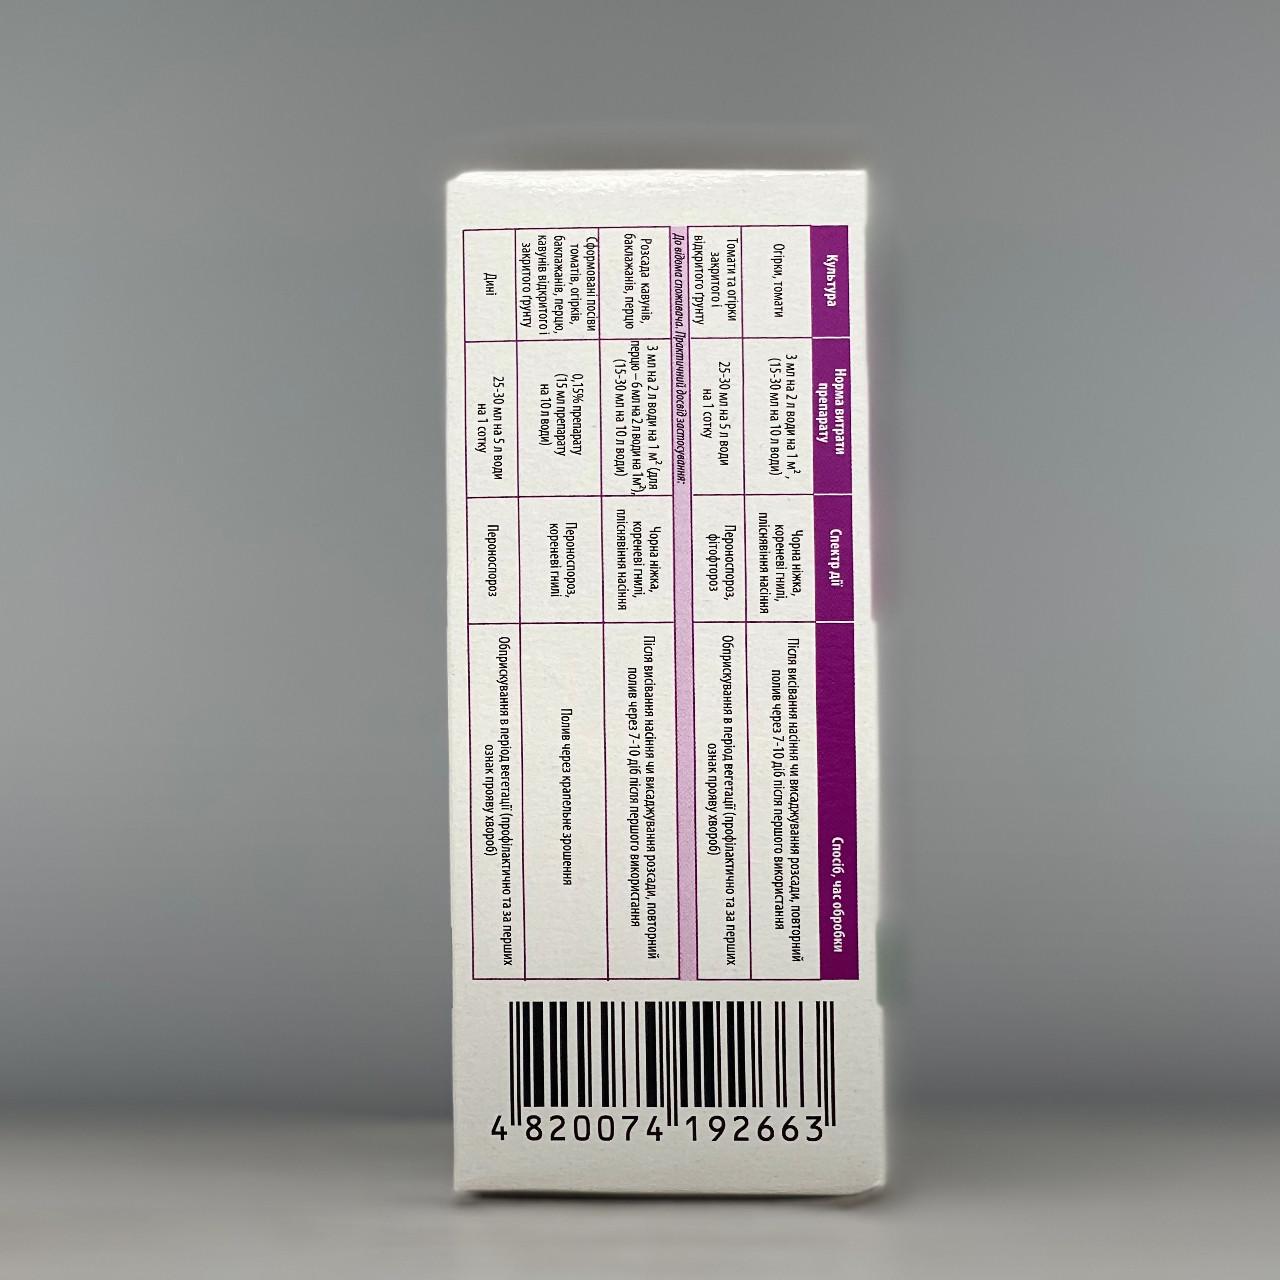 Культура
Норма витрати
препарату
Спектр дії
Спосіб, час обробки
Огірки, томати
3 мл на 2 л води на 1 м²,
(15-30 мл на 10 л води)
Чорна ніжка,
кореневі гнилі,
пліснявіння насіння
Після висівання насіння чи висаджування розсади, повторний
полив через 7-10 діб після першого використання
Томати та огірки
закритого і
відкритого ґрунту
25-30 мл на 5 л води
на 1 сотку
Пероноспороз,
фітофтороз
Обприскування в період вегетації (профілактично та за перших
ознак прояву хвороб)
До відома споживача. Практичний досвід застосування:
Розсада кавунів,
баклажанів, перцю
3 мл на 2 л води на 1 м² (для
перцю – 6 мл на 2 л води на 1м²),
(15-30 мл на 10 л води)
Чорна ніжка,
кореневі гнилі,
пліснявіння насіння
Після висівання насіння чи висаджування розсади, повторний
полив через 7-10 діб після першого використання
Сформовані посіви
томатів, огірків,
баклажанів, перцю,
кавунів відкритого і
закритого ґрунту
0,15% препарату
(15 мл препарату
на 10 л води)
Пероноспороз,
кореневі гнилі
Полив через крапельне зрошення
Дині
25-30 мл на 5 л води
на 1 сотку
Пероноспороз
Обприскування в період вегетації (профілактично та за перших
ознак прояву хвороб)
4 820074 192663